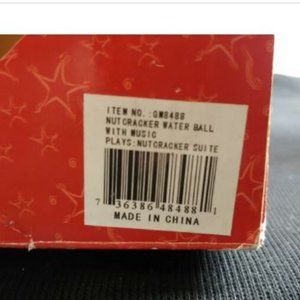 ITEM NO.:GM8488
NUTCRACKER WATER BALL
WITH MUSIC
PLAYS:NUTCRACKER SUITE
7 36386 48488 1
MADE IN CHINA